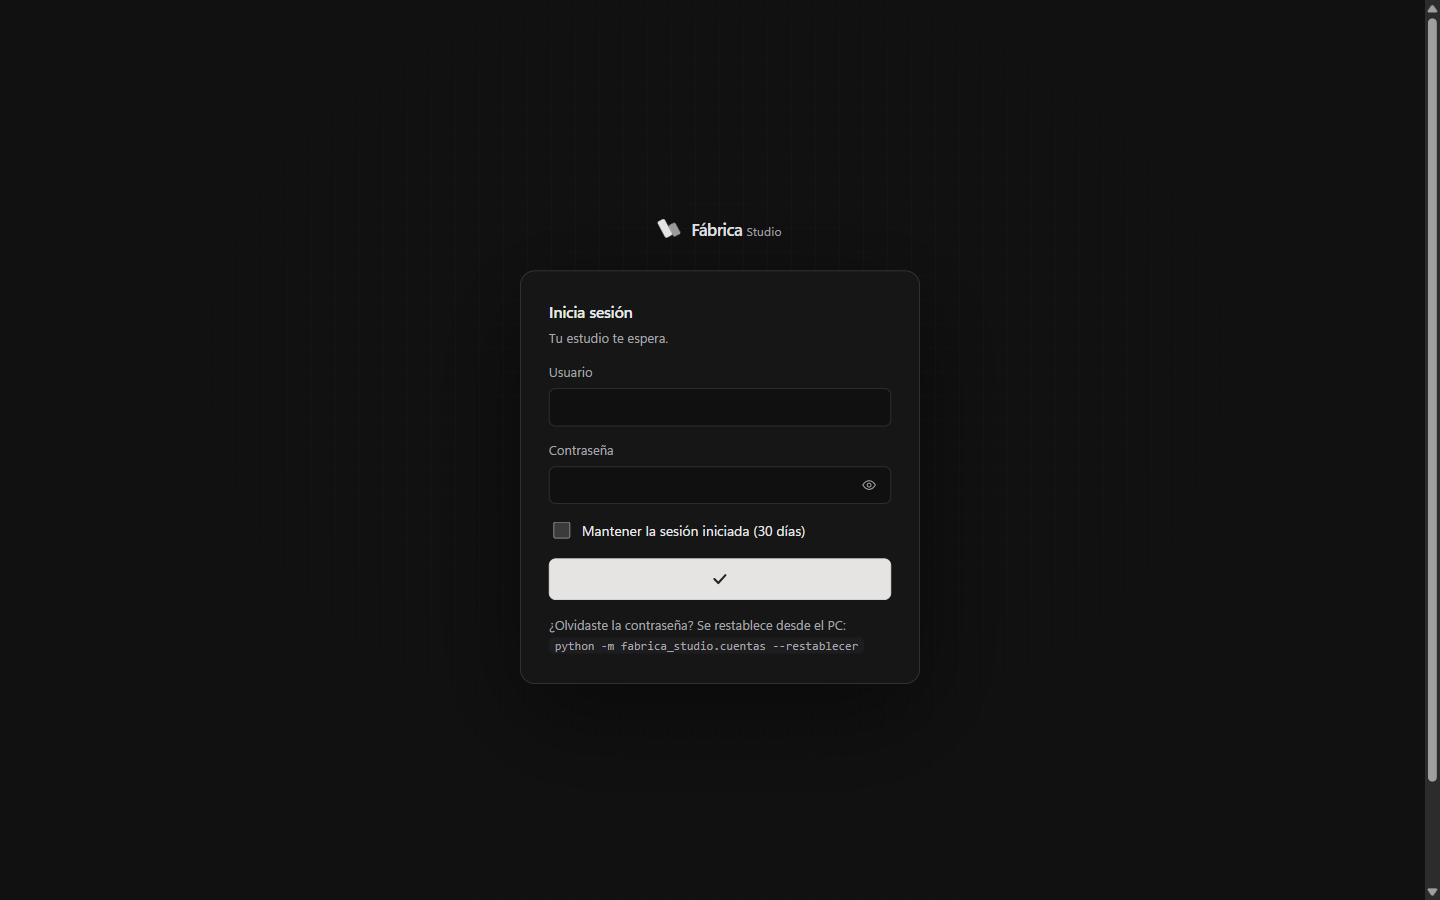 Fábrica Studio
Inicia sesión
Tu estudio te espera.
Usuario
Contraseña
Mantener la sesión iniciada (30 días)
¿Olvidaste la contraseña? Se restablece desde el PC:
python -m fabrica_studio.cuentas --restablecer